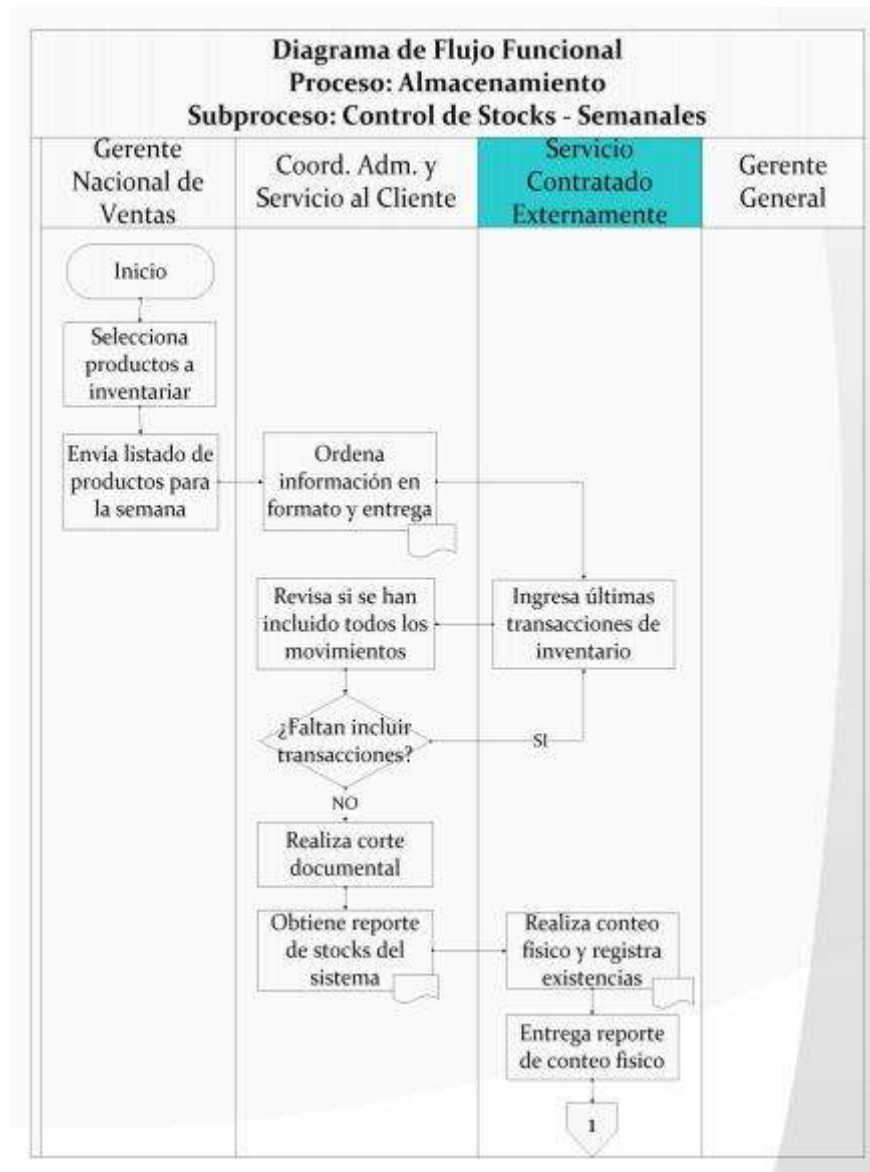 Diagrama de Flujo Funcional
Proceso: Almacenamiento
Subproceso: Control de Stocks - Semanales
Gerente
Nacional de
Ventas
Coord. Adm. y
Servicio al Cliente
Servicio
Contratado
Externamente
Gerente
General
Inicio
Selecciona
productos a
inventariar
Envía listado de
productos para
la semana
Ordena
información en
formato y entrega
Revisa si se han
incluido todos los
movimientos
Ingresa últimas
transacciones de
inventario
¿Faltan incluir
transacciones?
SI
NO
Realiza corte
documental
Obtiene reporte
de stocks del
sistema
Realiza conteo
fisico y registra
existencias
Entrega reporte
de conteo fisico
1